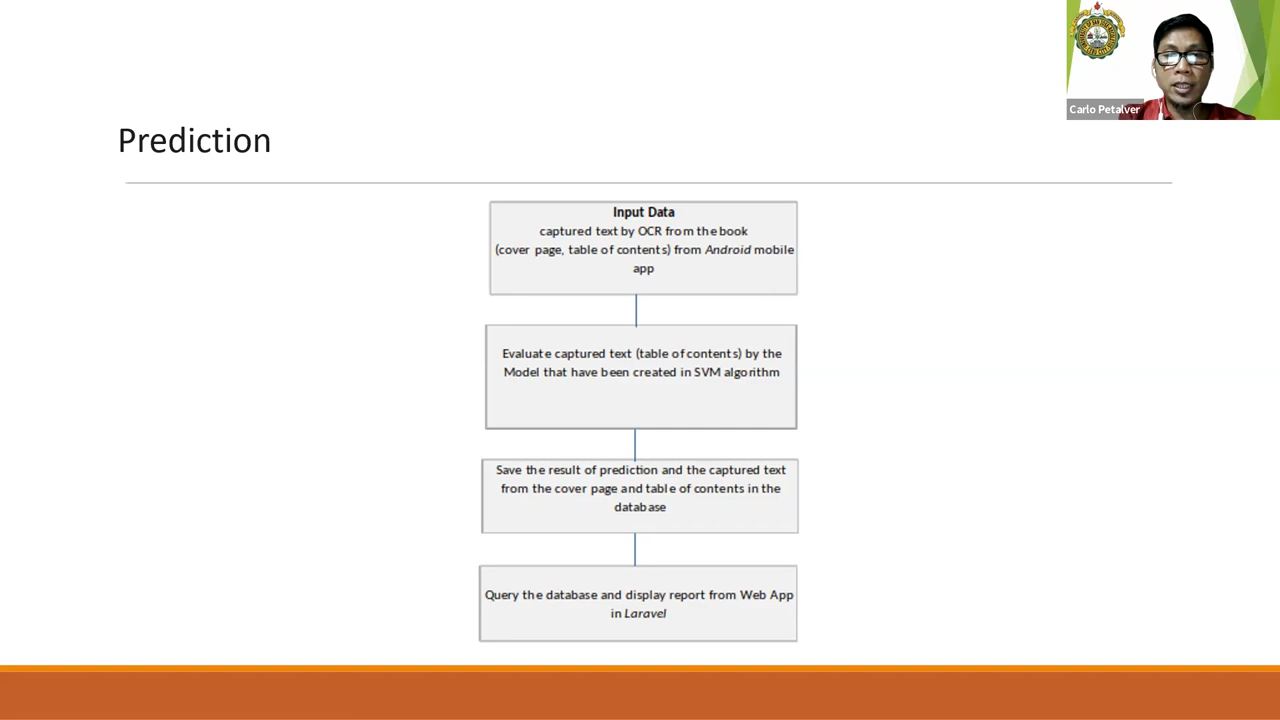 Carlo Petalver
Prediction
Input Data
captured text by OCR from the book
(cover page, table of contents) from Android mobile
app
Evaluate captured text (table of contents) by the
Model that have been created in SVM algorithm
Save the result of prediction and the captured text
from the cover page and table of contents in the
database
Query the database and display report from Web App
in Laravel